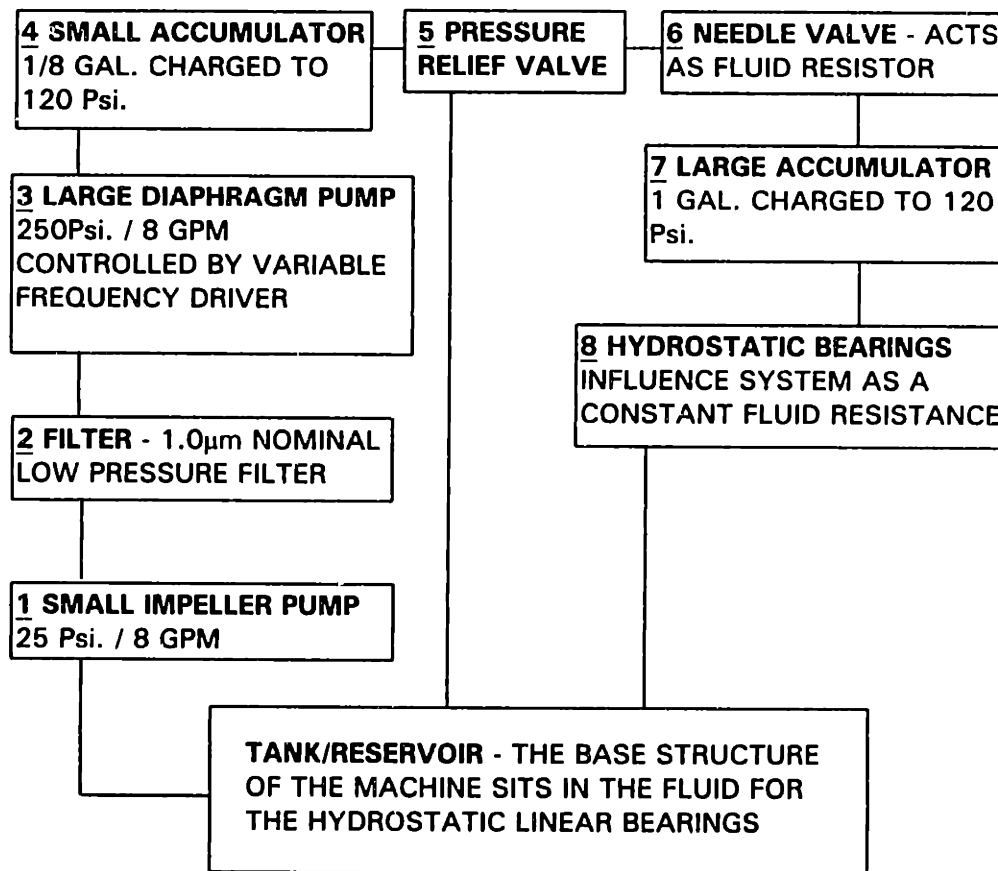 4 SMALL ACCUMULATOR
1/8 GAL. CHARGED TO
120 Psi.
5 PRESSURE
RELIEF VALVE
6 NEEDLE VALVE - ACTS
AS FLUID RESISTOR
3 LARGE DIAPHRAGM PUMP
250Psi. / 8 GPM
CONTROLLED BY VARIABLE
FREQUENCY DRIVER
7 LARGE ACCUMULATOR
1 GAL. CHARGED TO 120
Psi.
8 HYDROSTATIC BEARINGS
INFLUENCE SYSTEM AS A
CONSTANT FLUID RESISTANCE
2 FILTER - 1.0μm NOMINAL
LOW PRESSURE FILTER
1 SMALL IMPELLER PUMP
25 Psi. / 8 GPM
TANK/RESERVOIR - THE BASE STRUCTURE
OF THE MACHINE SITS IN THE FLUID FOR
THE HYDROSTATIC LINEAR BEARINGS